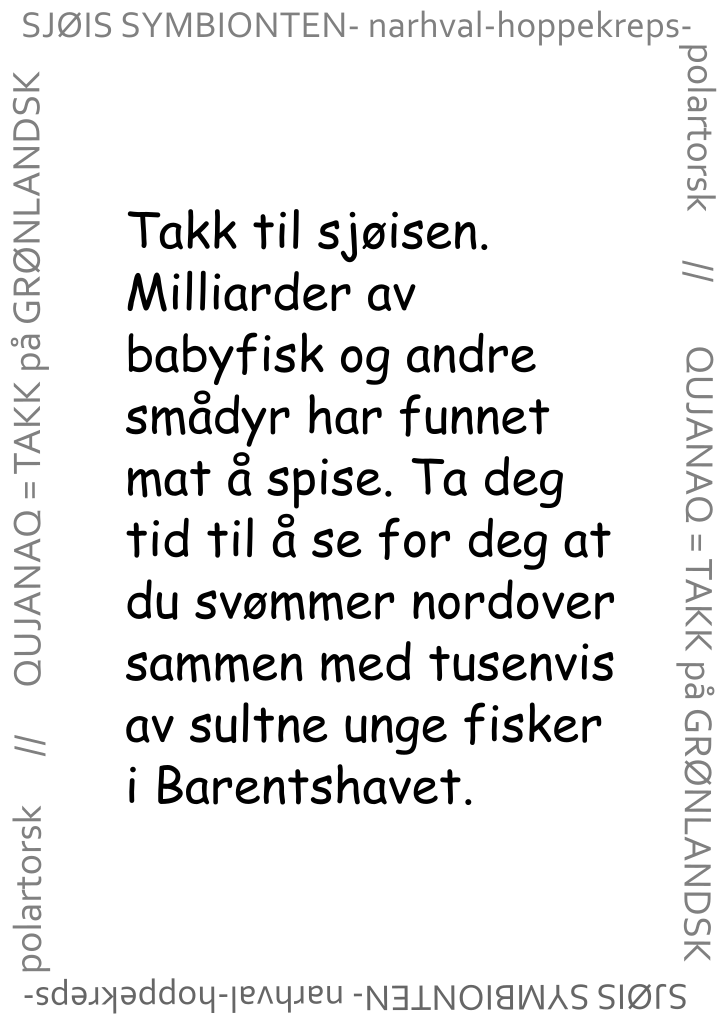 SJØIS SYMBIONTEN- narhval-hoppekreps-
polartorsk // QUJANAQ = TAKK på GRØNLANDSK
Takk til sjøisen.
Milliarder av
babyfisk og andre
smådyr har funnet
mat å spise. Ta deg
tid til å se for deg at
du svømmer nordover
sammen med tusenvis
av sultne unge fisker
i Barentshavet.
SJØIS SYMBIONTEN- narhval-hoppekreps-
polartorsk // QUJANAQ = TAKK på GRØNLANDSK